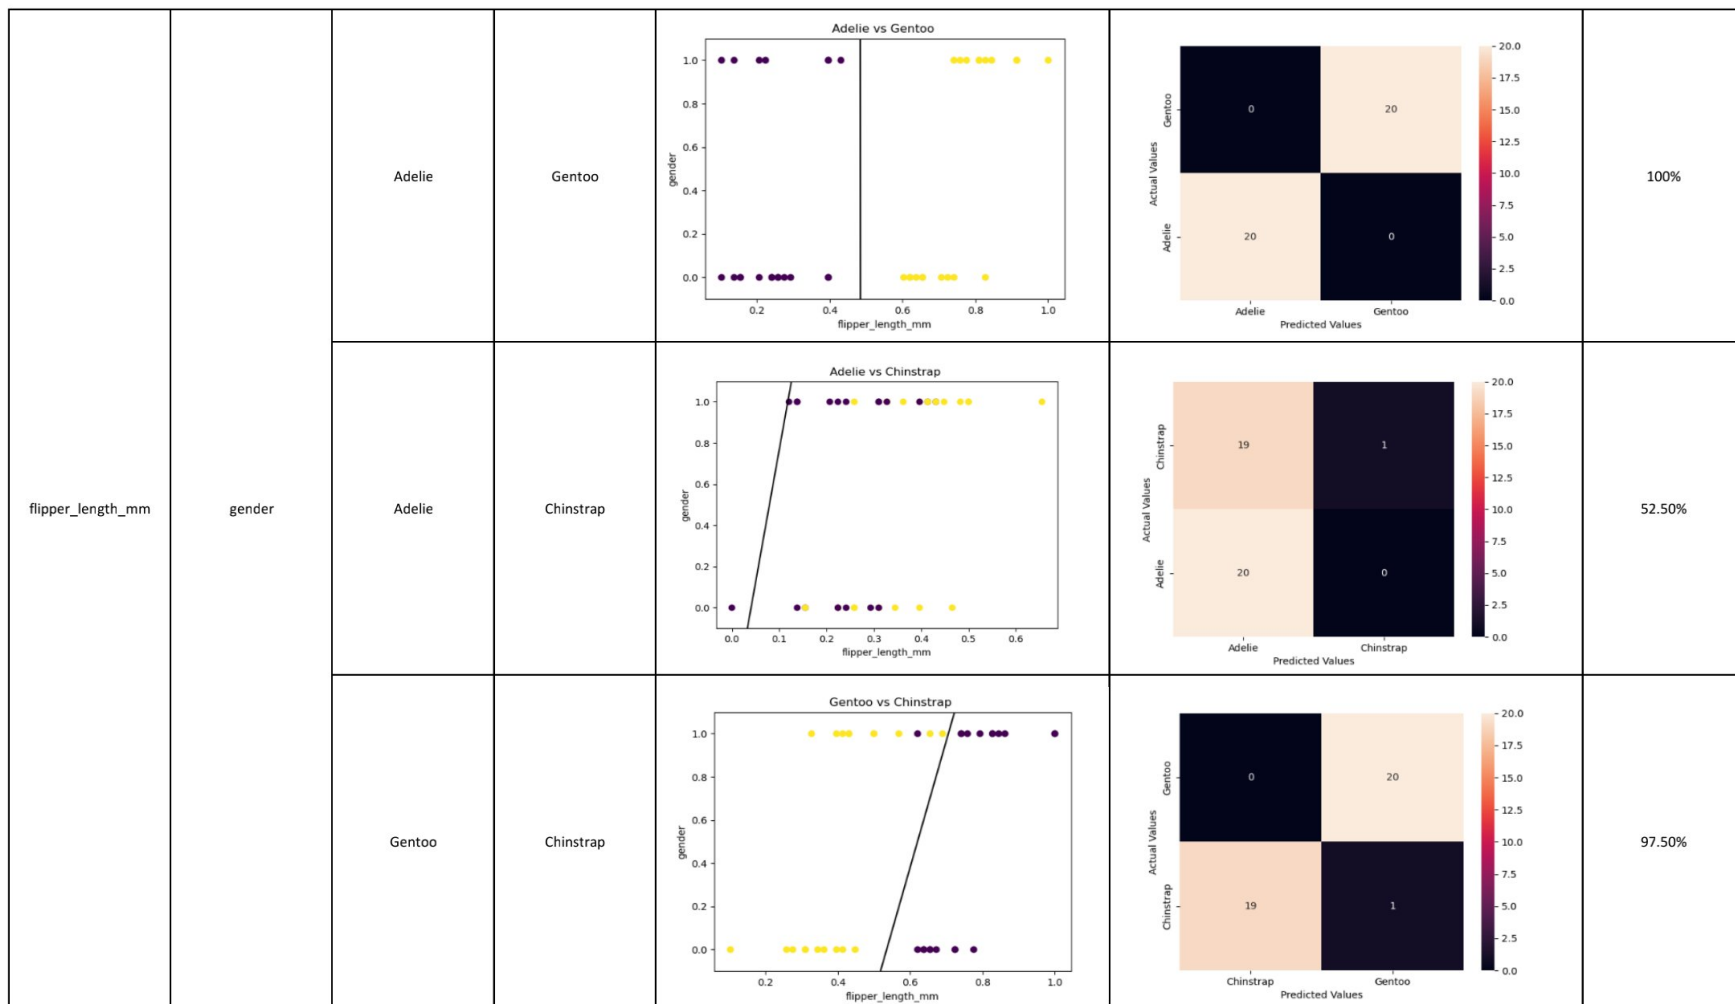 flipper_length_mm
gender
Adelie
Gentoo
Adelie vs Gentoo
1.0
0.8
0.6
0.4
0.2
0.0
gender
0.2
0.4
0.6
0.8
1.0
flipper_length_mm
Gentoo
Adelie
Actual Values
0
20
20
0
Adelie
Gentoo
Predicted Values
20.0
17.5
15.0
12.5
10.0
7.5
5.0
2.5
0.0
100%
Adelie
Chinstrap
Adelie vs Chinstrap
1.0
0.8
0.6
0.4
0.2
0.0
gender
0.0
0.1
0.2
0.3
0.4
0.5
0.6
flipper_length_mm
Chinstrap
Adelie
Actual Values
19
1
20
0
Adelie
Chinstrap
Predicted Values
20.0
17.5
15.0
12.5
10.0
7.5
5.0
2.5
0.0
52.50%
Gentoo
Chinstrap
Gentoo vs Chinstrap
1.0
0.8
0.6
0.4
0.2
0.0
gender
0.2
0.4
0.6
0.8
1.0
flipper_length_mm
Gentoo
Chinstrap
Actual Values
0
20
19
1
Chinstrap
Gentoo
Predicted Values
20.0
17.5
15.0
12.5
10.0
7.5
5.0
2.5
0.0
97.50%